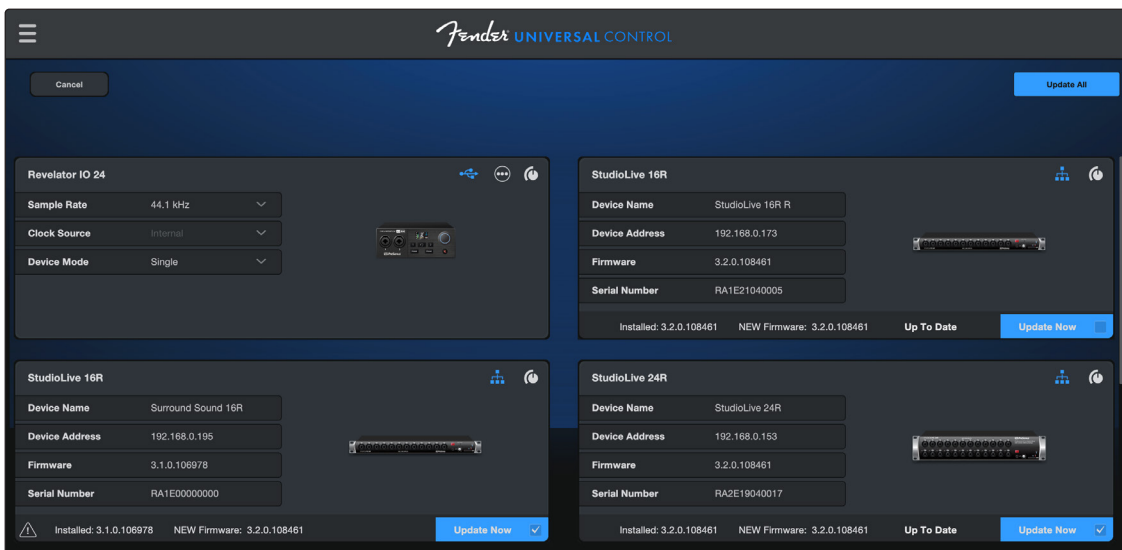 Fender UNIVERSAL CONTROL
Cancel
Update All
Revelator IO 24
Sample Rate 44.1 kHz
Clock Source Internal
Device Mode Single
StudioLive 16R
Device Name StudioLive 16R R
Device Address 192.168.0.173
Firmware 3.2.0.108461
Serial Number RA1E21040005
Installed: 3.2.0.108461 NEW Firmware: 3.2.0.108461 Up To Date Update Now
StudioLive 16R
Device Name Surround Sound 16R
Device Address 192.168.0.195
Firmware 3.1.0.106978
Serial Number RA1E00000000
Installed: 3.1.0.106978 NEW Firmware: 3.2.0.108461 Update Now
StudioLive 24R
Device Name StudioLive 24R
Device Address 192.168.0.153
Firmware 3.2.0.108461
Serial Number RA2E19040017
Installed: 3.2.0.108461 NEW Firmware: 3.2.0.108461 Up To Date Update Now